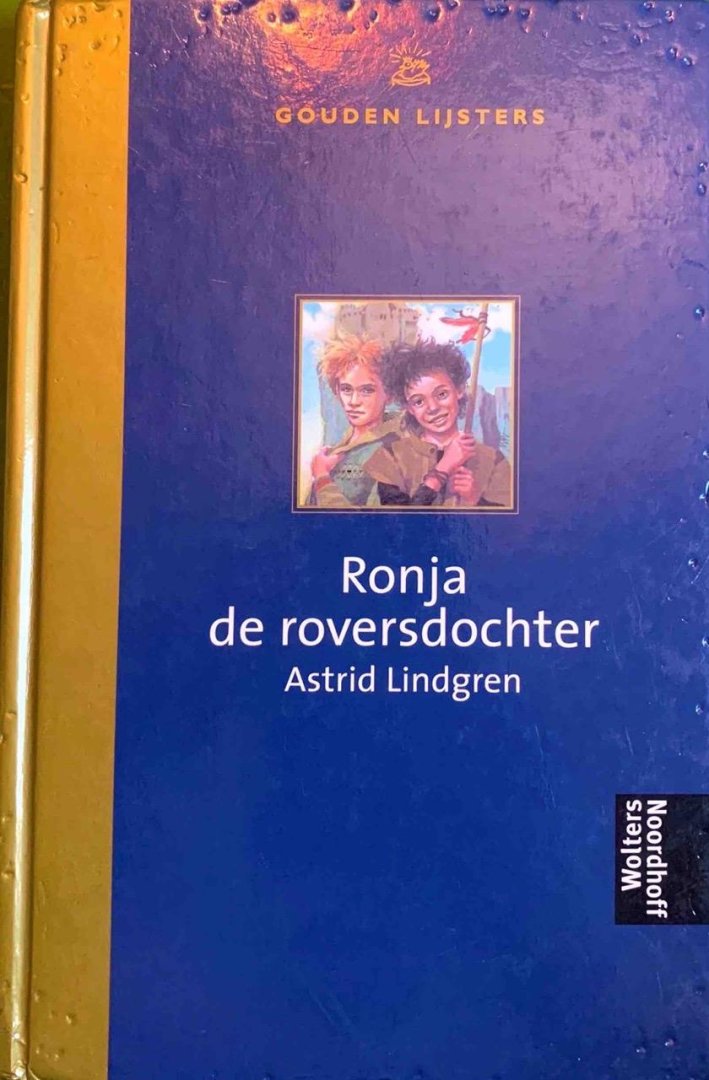 GOUDEN LIJSTERS
Ronja
de roversdochter
Astrid Lindgren
Wolters
Noordhoff